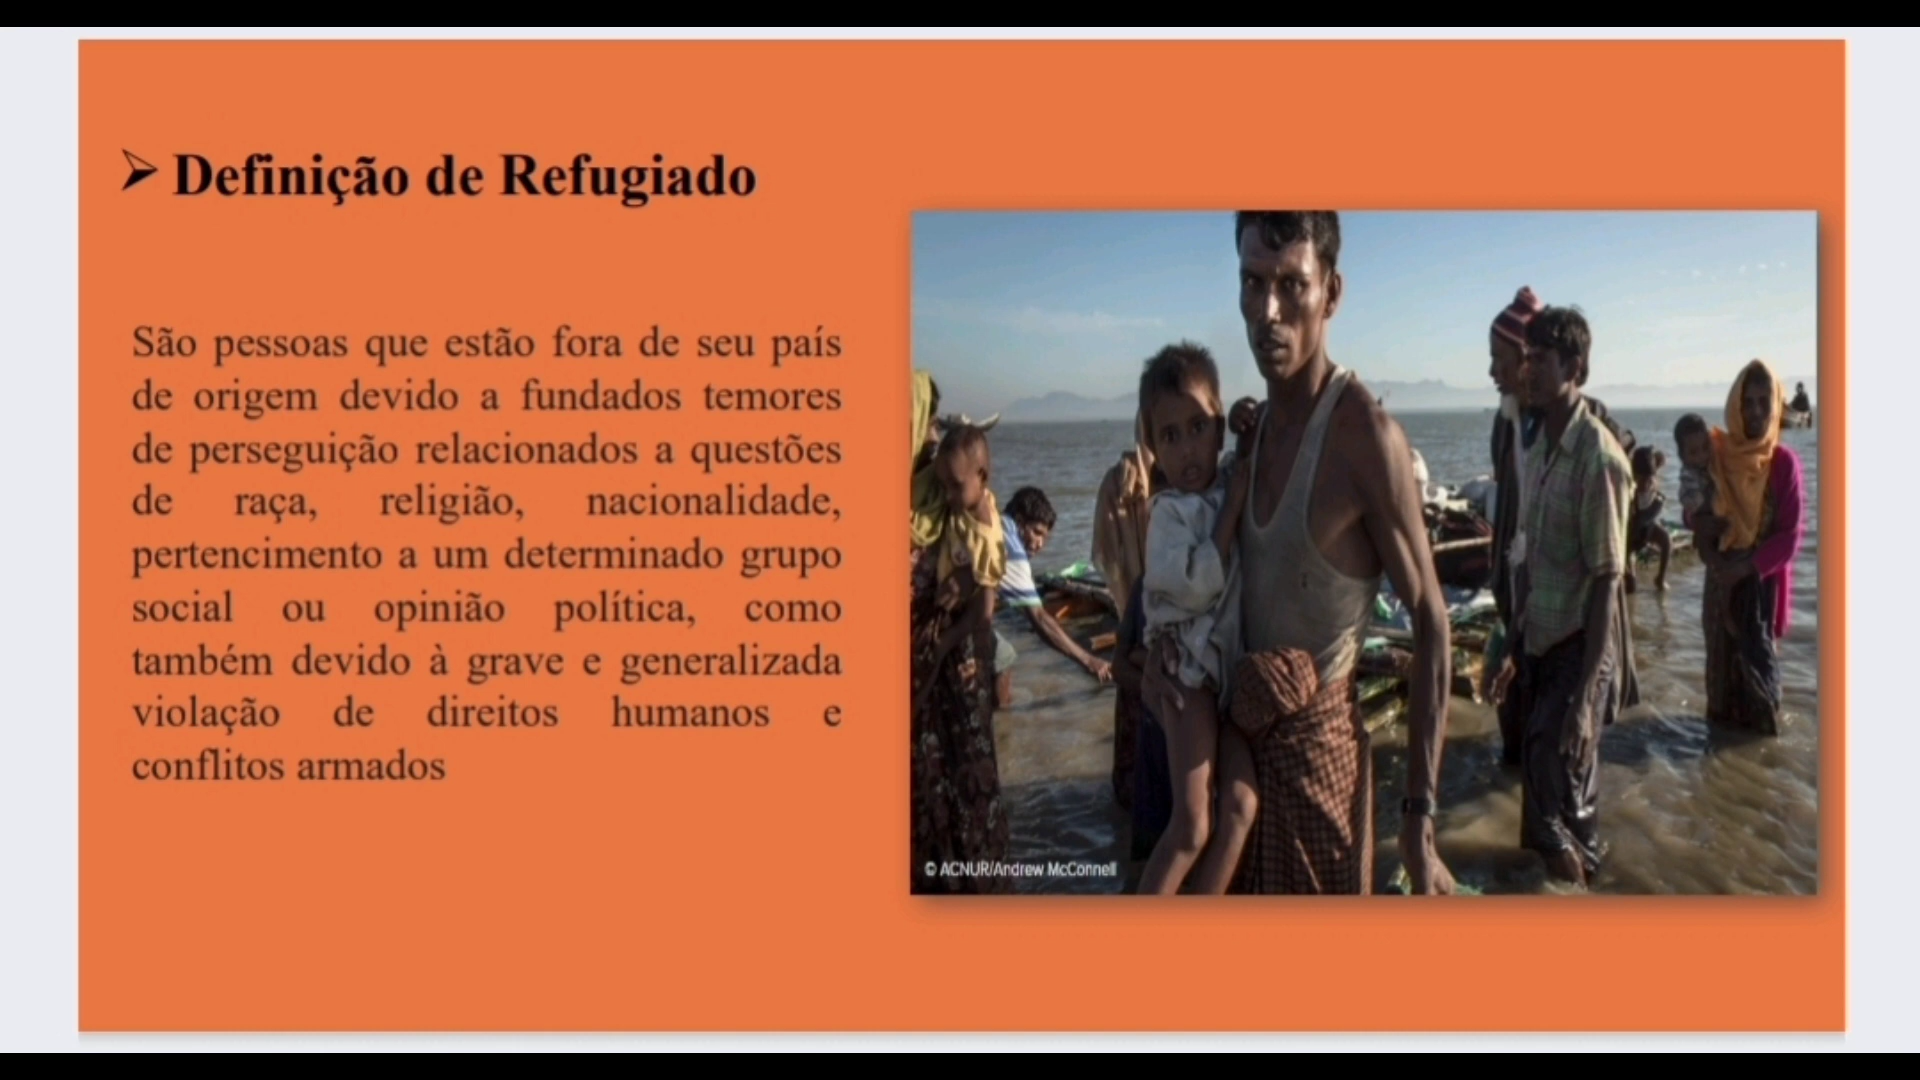 Definição de Refugiado
São pessoas que estão fora de seu país
de origem devido a fundados temores
de perseguição relacionados a questões
de raça, religião, nacionalidade,
pertencimento a um determinado grupo
social ou opinião política, como
também devido à grave e generalizada
violação de direitos humanos e
conflitos armados
© ACNUR/Andrew McConnell